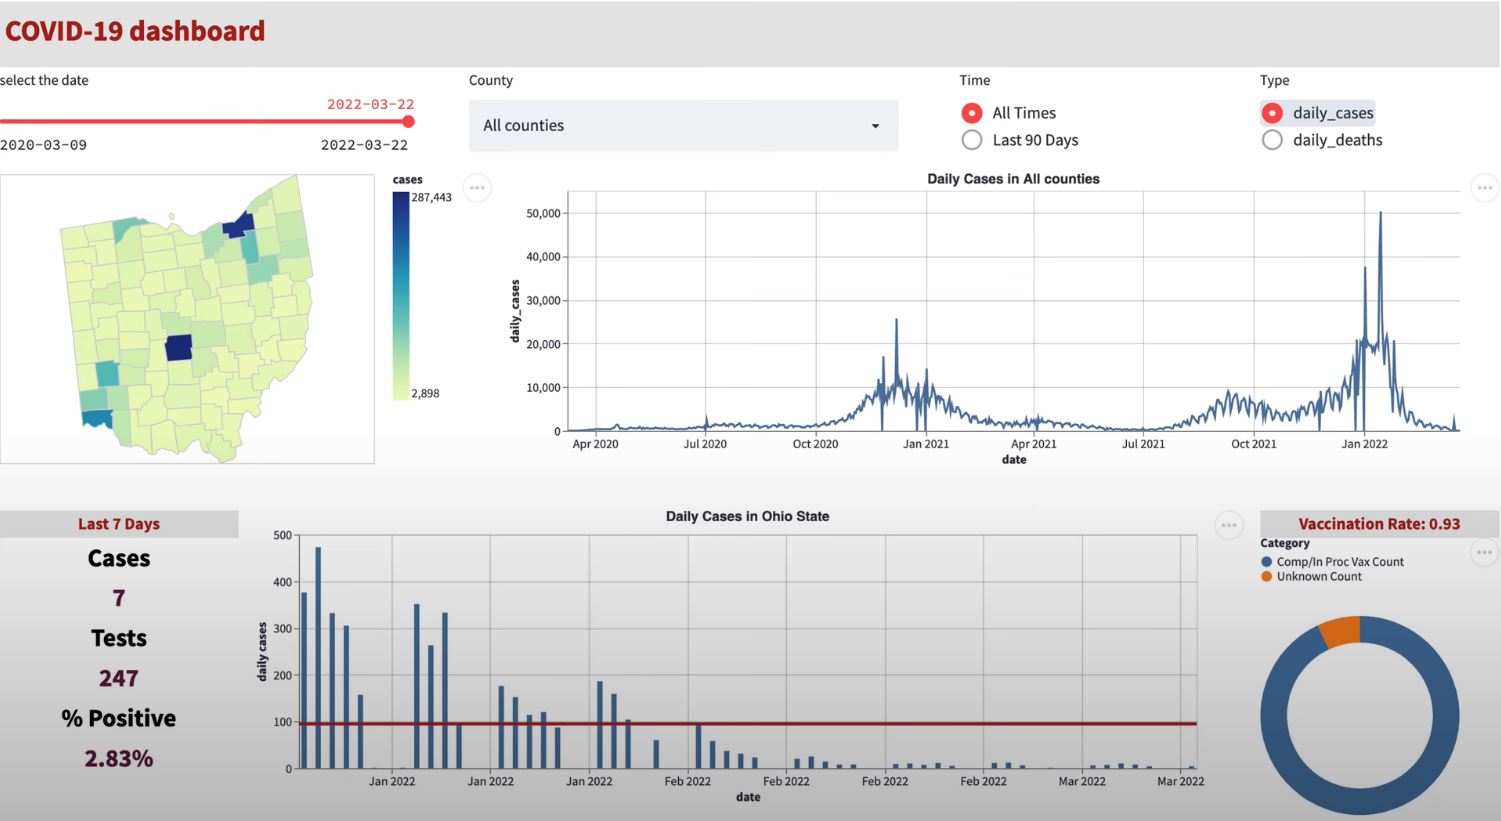 COVID-19 dashboard
select the date
2022-03-22
2020-03-09
2022-03-22
County
All counties
Time
All Times
Last 90 Days
Type
daily_cases
daily_deaths
cases
287,443
2,898
Daily Cases in All counties
50,000
40,000
30,000
20,000
10,000
0
daily_cases
Apr 2020
Jul 2020
Oct 2020
Jan 2021
Apr 2021
Jul 2021
Oct 2021
Jan 2022
date
Last 7 Days
Cases
7
Tests
247
% Positive
2.83%
Daily Cases in Ohio State
500
400
300
200
100
0
daily cases
Jan 2022
Jan 2022
Jan 2022
Feb 2022
Feb 2022
Feb 2022
Feb 2022
Mar 2022
Mar 2022
date
Vaccination Rate: 0.93
Category
Comp/In Proc Vax Count
Unknown Count